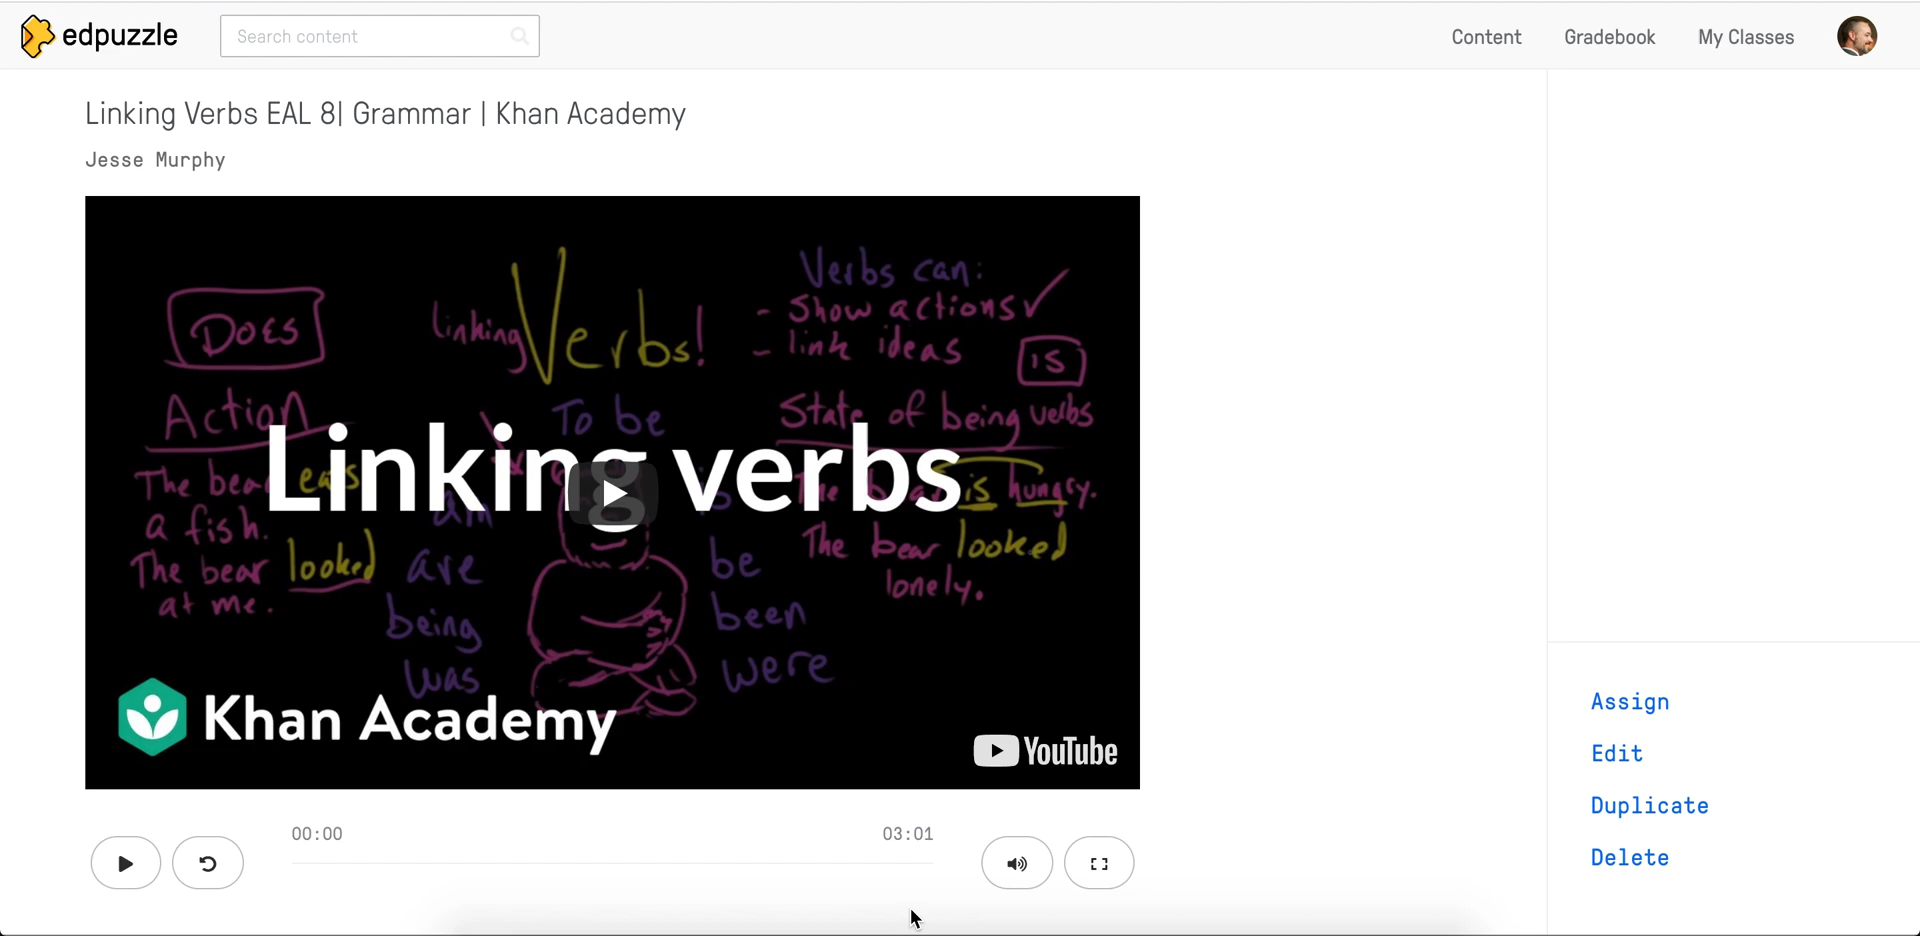 edpuzzle
Search content
Content
Gradebook
My Classes
Linking Verbs EAL 8| Grammar | Khan Academy
Jesse Murphy
DOES
linking Verbs!
Verbs can:
- Show actions ✓
- link ideas
IS
Action
To be
State of being verbs
Linking verbs
The bear eats
a fish.
The bear looked
at me.
am
are
being
was
be
been
were
is hungry.
The bear looked
lonely.
Khan Academy
YouTube
00:00
03:01
Assign
Edit
Duplicate
Delete